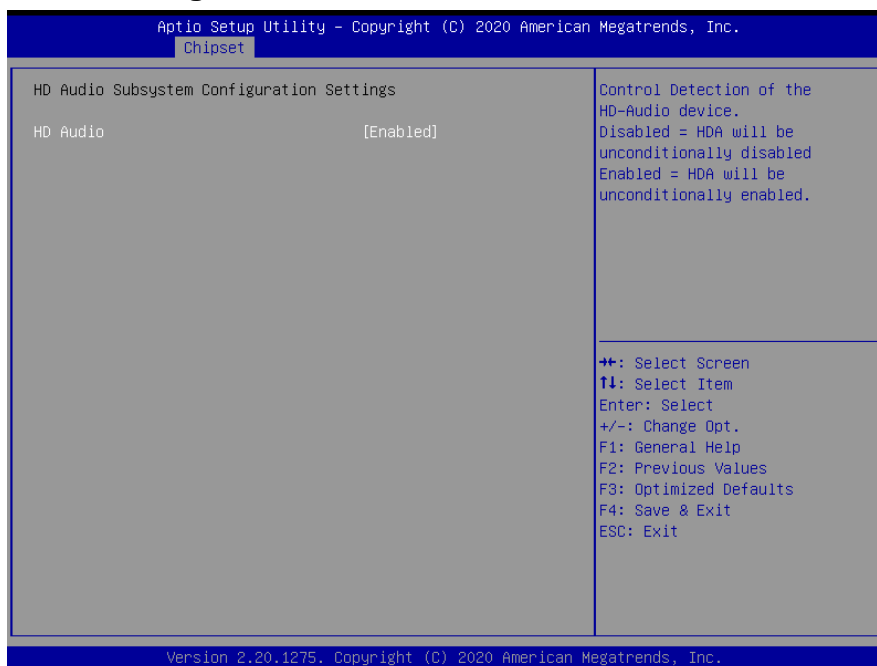 Aptio Setup Utility – Copyright (C) 2020 American Megatrends, Inc.
Chipset
HD Audio Subsystem Configuration Settings
HD Audio [Enabled]
Control Detection of the
HD-Audio device.
Disabled = HDA will be
unconditionally disabled
Enabled = HDA will be
unconditionally enabled.
→←: Select Screen
↑↓: Select Item
Enter: Select
+/-: Change Opt.
F1: General Help
F2: Previous Values
F3: Optimized Defaults
F4: Save & Exit
ESC: Exit
Version 2.20.1275. Copyright (C) 2020 American Megatrends, Inc.